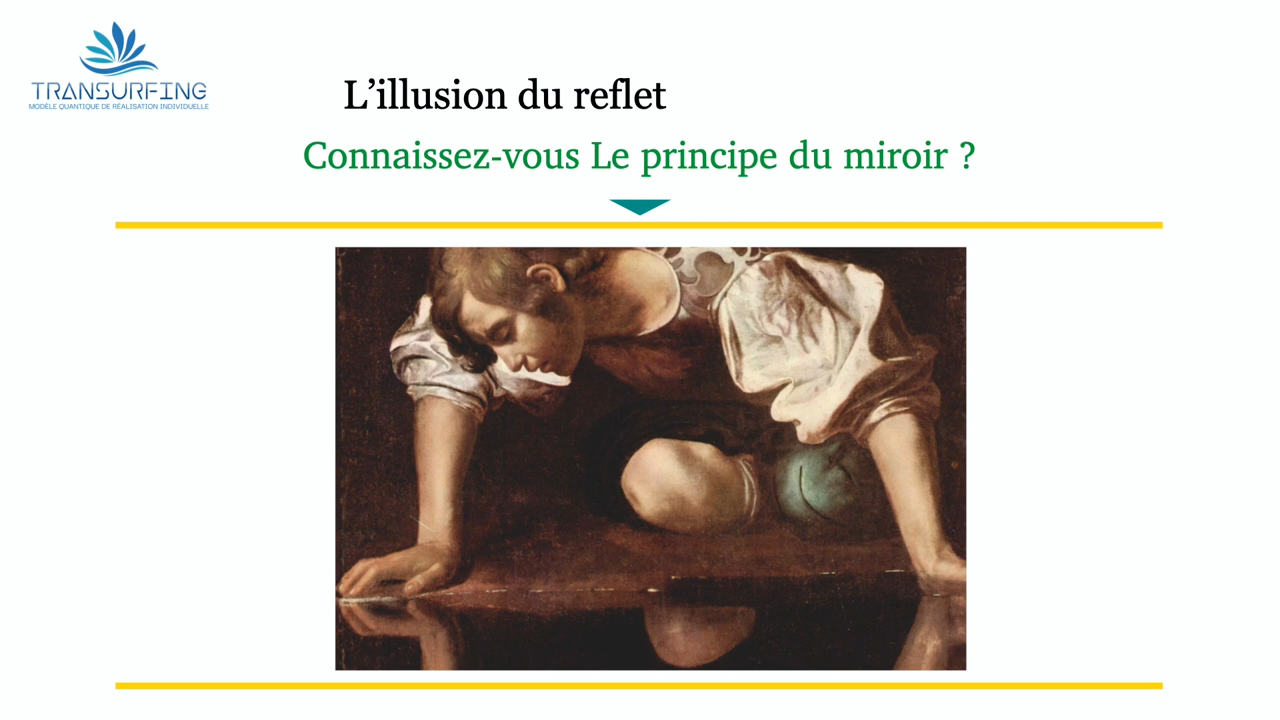 TRANSURFING
MODÈLE QUANTIQUE DE RÉALISATION INDIVIDUELLE
L’illusion du reflet
Connaissez-vous Le principe du miroir ?